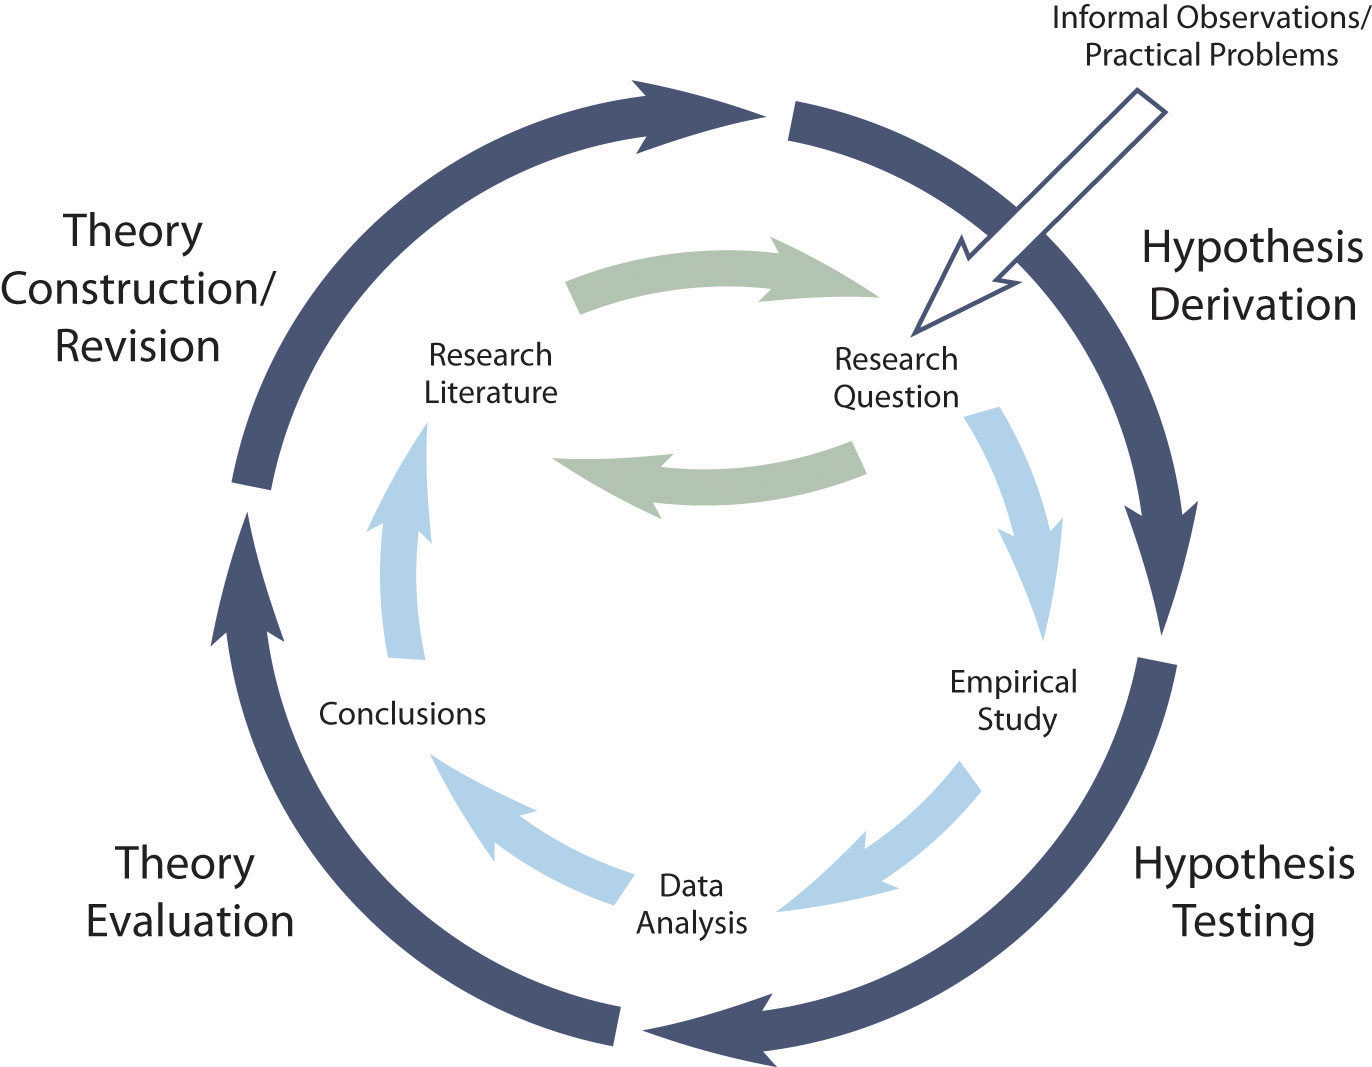 Informal Observations/
Practical Problems
Theory
Construction/
Revision
Hypothesis
Derivation
Research
Literature
Research
Question
Empirical
Study
Conclusions
Theory
Evaluation
Data
Analysis
Hypothesis
Testing